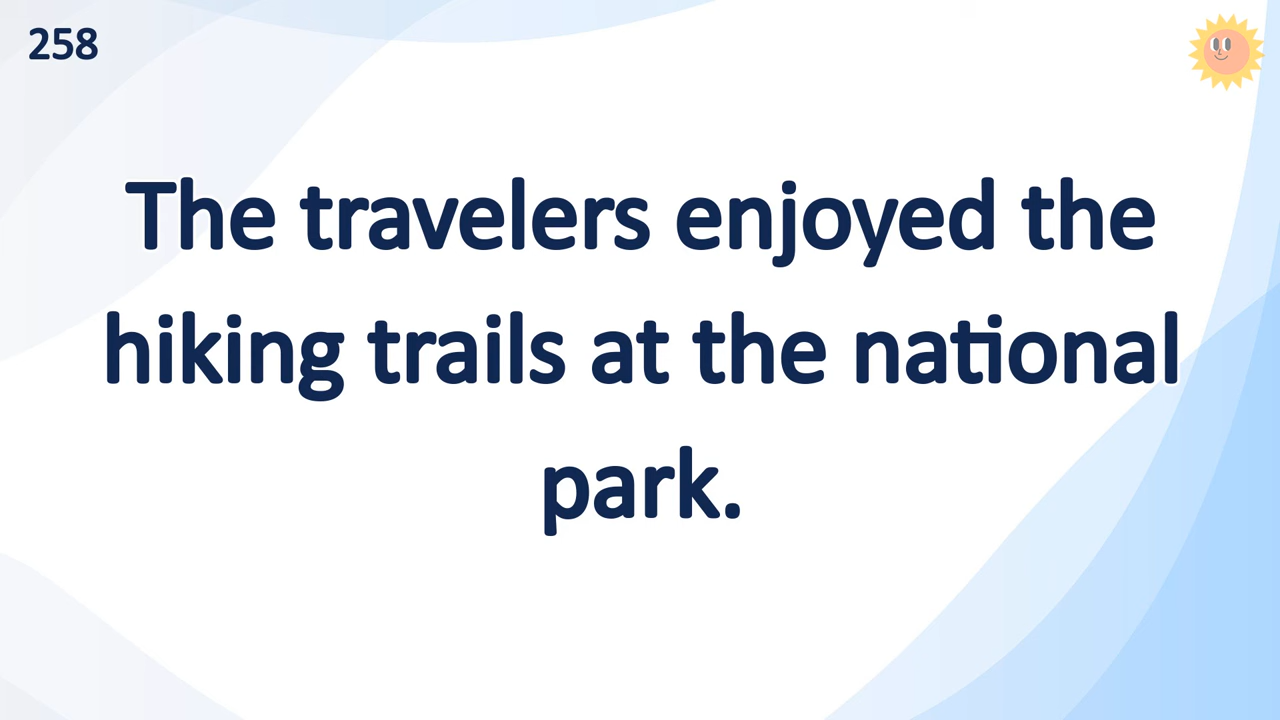 258
The travelers enjoyed the
hiking trails at the national
park.